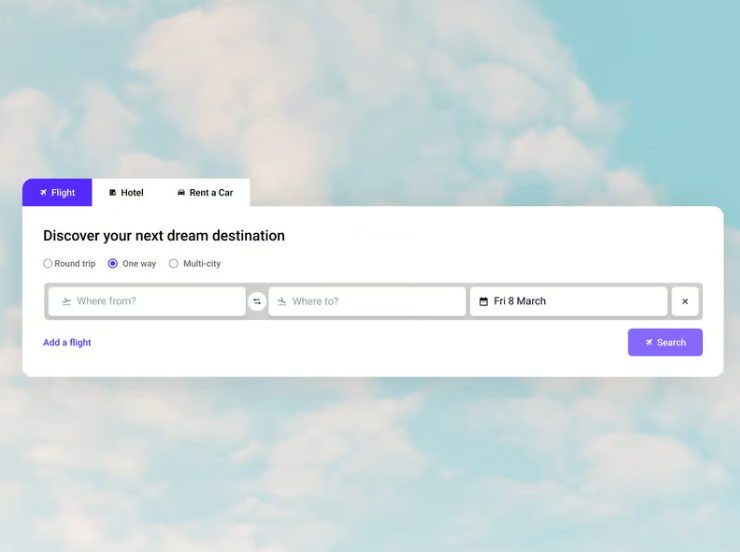 Flight
Hotel
Rent a Car
Discover your next dream destination
Round trip
One way
Multi-city
Where from?
Where to?
Fri 8 March
Add a flight
Search